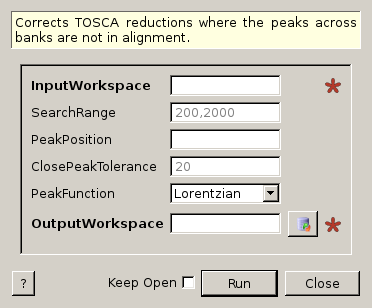 Corrects TOSCA reductions where the peaks across
banks are not in alignment.
InputWorkspace
SearchRange 200,2000
PeakPosition
ClosePeakTolerance 20
PeakFunction Lorentzian
OutputWorkspace
? Keep Open Run Close